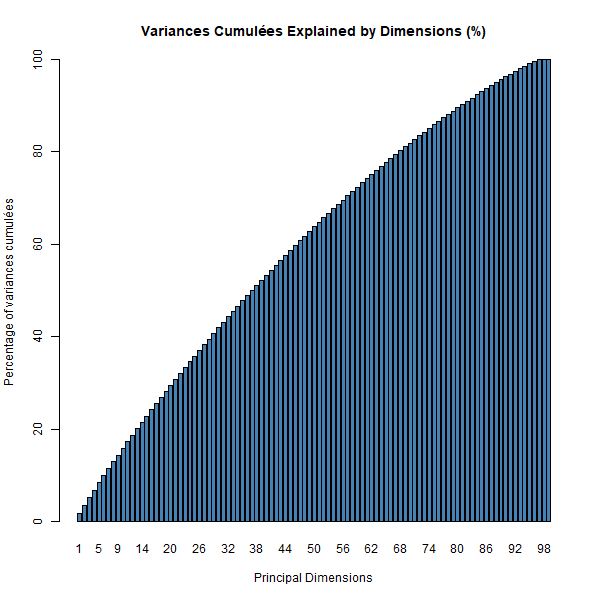 Variances Cumulées Explained by Dimensions (%)
Percentage of variances cumulées
100
80
60
40
20
0
1 5 9 14 20 26 32 38 44 50 56 62 68 74 80 86 92 98
Principal Dimensions